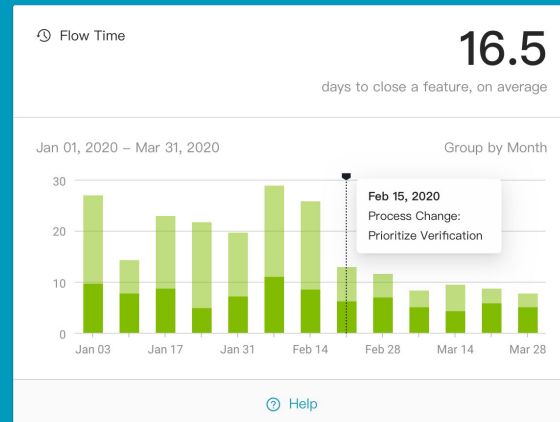 Flow Time
16.5
days to close a feature, on average
Jan 01, 2020 – Mar 31, 2020
Group by Month
30
Feb 15, 2020
Process Change:
Prioritize Verification
20
10
0
Jan 03 Jan 17 Jan 31 Feb 14 Feb 28 Mar 14 Mar 28
Help